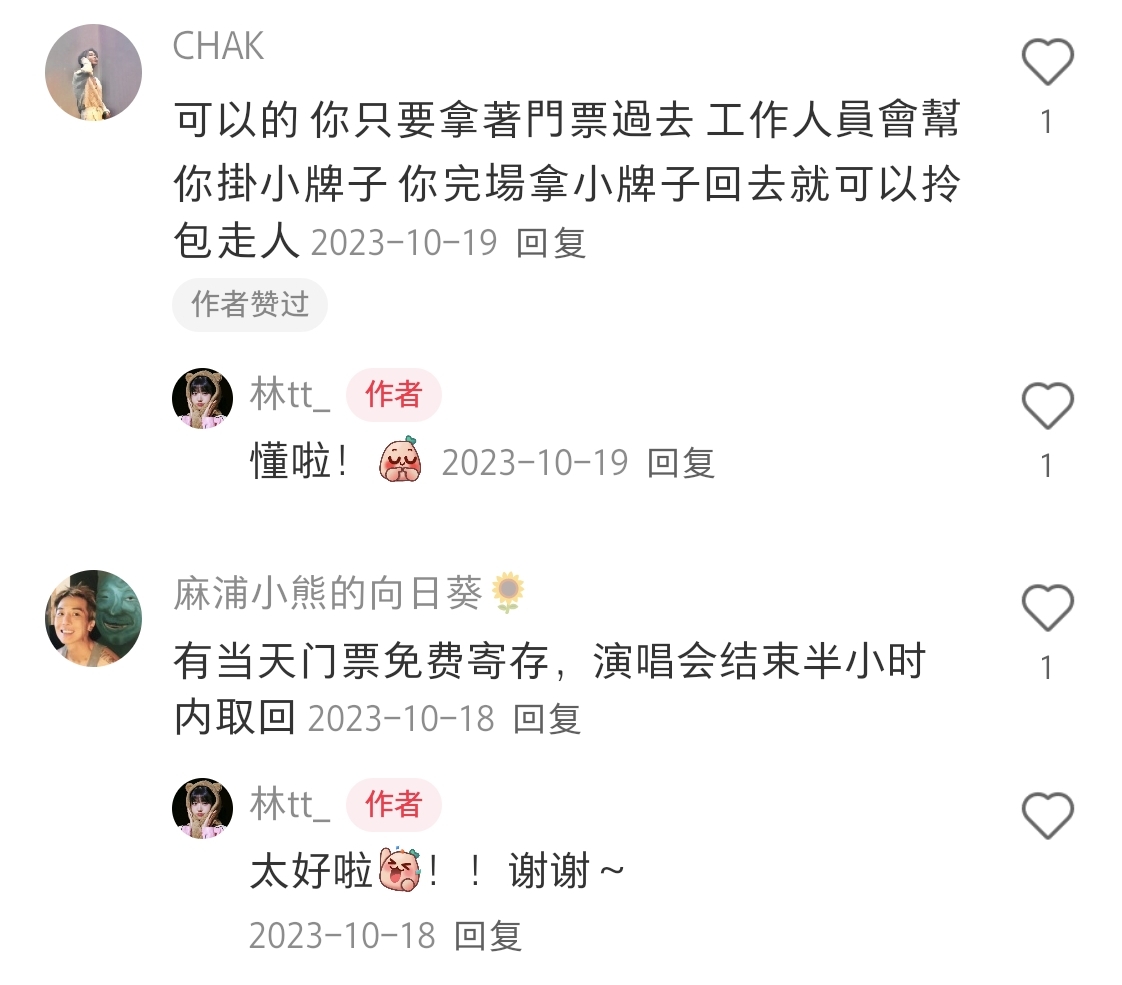 CHAK
可以的 你只要拿著門票過去 工作人員會幫
1
你掛小牌子 你完場拿小牌子回去就可以拎
包走人 2023-10-19 回复
作者赞过
林tt_ 作者
懂啦！ 2023-10-19 回复
1
麻浦小熊的向日葵🌻
有当天门票免费寄存，演唱会结束半小时
1
内取回 2023-10-18 回复
林tt_ 作者
太好啦！！谢谢～
2023-10-18 回复